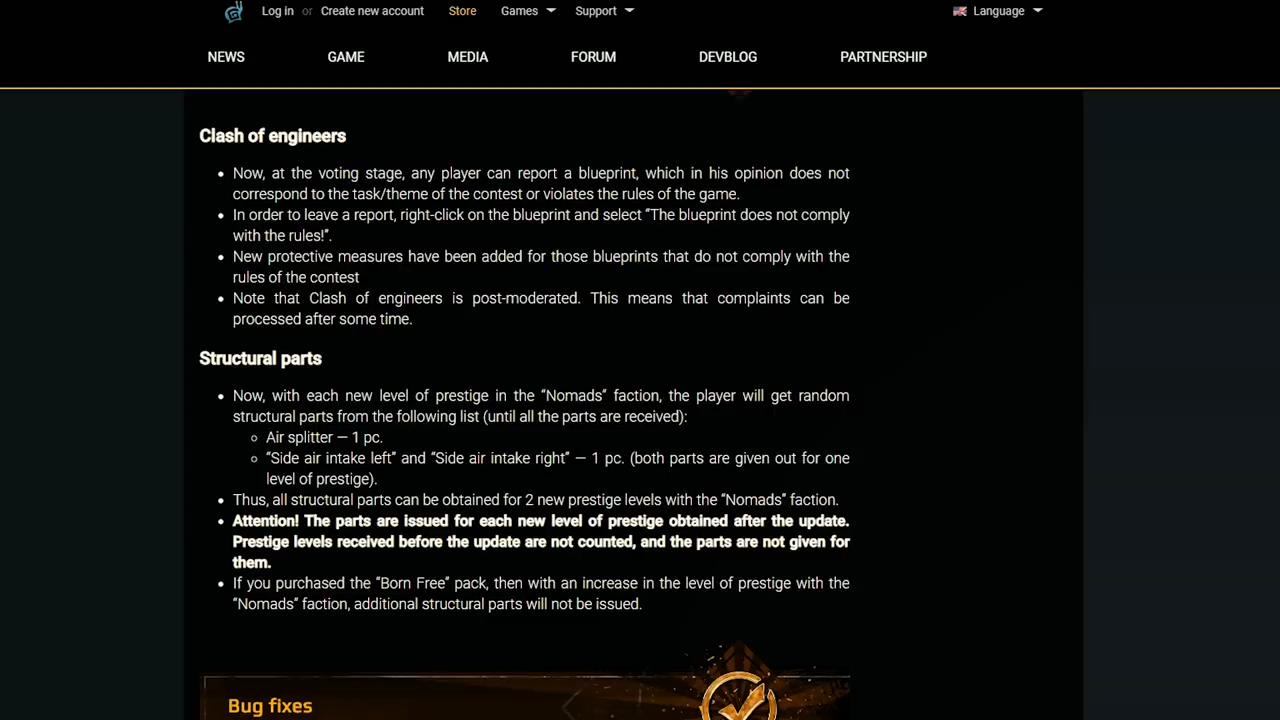 Log in or Create new account Store Games Support Language
NEWS GAME MEDIA FORUM DEVBLOG PARTNERSHIP
Clash of engineers
• Now, at the voting stage, any player can report a blueprint, which in his opinion does not
correspond to the task/theme of the contest or violates the rules of the game.
• In order to leave a report, right-click on the blueprint and select “The blueprint does not comply
with the rules!”.
• New protective measures have been added for those blueprints that do not comply with the
rules of the contest
• Note that Clash of engineers is post-moderated. This means that complaints can be
processed after some time.
Structural parts
• Now, with each new level of prestige in the “Nomads” faction, the player will get random
structural parts from the following list (until all the parts are received):
○ Air splitter — 1 pc.
○ “Side air intake left” and “Side air intake right” — 1 pc. (both parts are given out for one
level of prestige).
• Thus, all structural parts can be obtained for 2 new prestige levels with the “Nomads” faction.
• Attention! The parts are issued for each new level of prestige obtained after the update.
Prestige levels received before the update are not counted, and the parts are not given for
them.
• If you purchased the “Born Free” pack, then with an increase in the level of prestige with the
“Nomads” faction, additional structural parts will not be issued.
Bug fixes